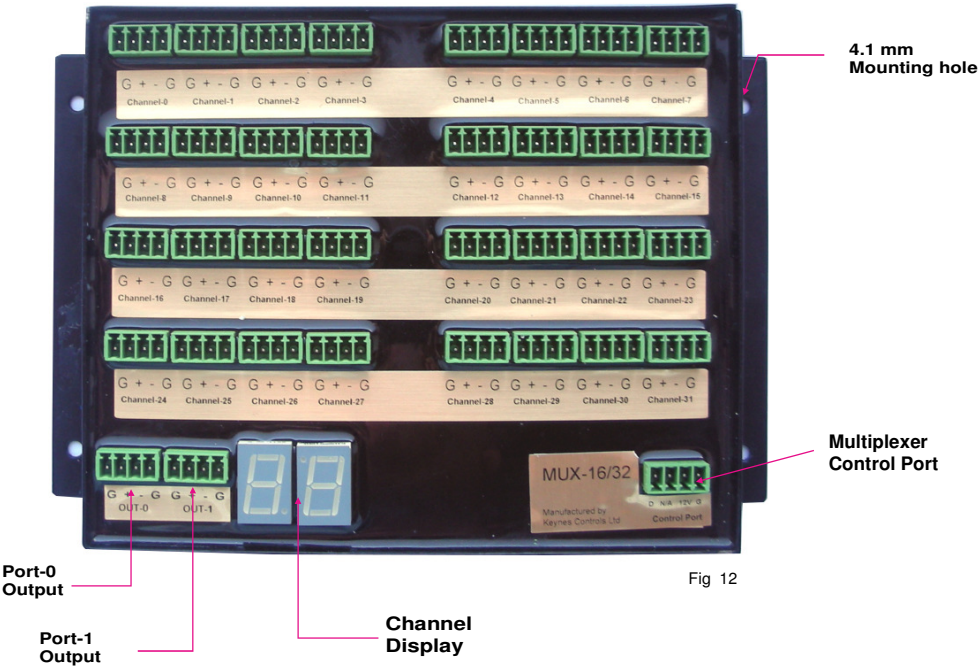 4.1 mm
Mounting hole
G + - G G + - G G + - G G + - G G + - G G + - G G + - G G + - G
Channel-0 Channel-1 Channel-2 Channel-3 Channel-4 Channel-5 Channel-6 Channel-7
G + - G G + - G G + - G G + - G G + - G G + - G G + - G G + - G
Channel-8 Channel-9 Channel-10 Channel-11 Channel-12 Channel-13 Channel-14 Channel-15
G + - G G + - G G + - G G + - G G + - G G + - G G + - G G + - G
Channel-16 Channel-17 Channel-18 Channel-19 Channel-20 Channel-21 Channel-22 Channel-23
G + - G G + - G G + - G G + - G G + - G G + - G G + - G G + - G
Channel-24 Channel-25 Channel-26 Channel-27 Channel-28 Channel-29 Channel-30 Channel-31
Multiplexer
Control Port
MUX-16/32
G + - G G + - G
OUT-0 OUT-1
D N/A 12V G
Manufactured by
Keynes Controls Ltd
Control Port
Port-0
Output
Fig 12
Channel
Display
Port-1
Output